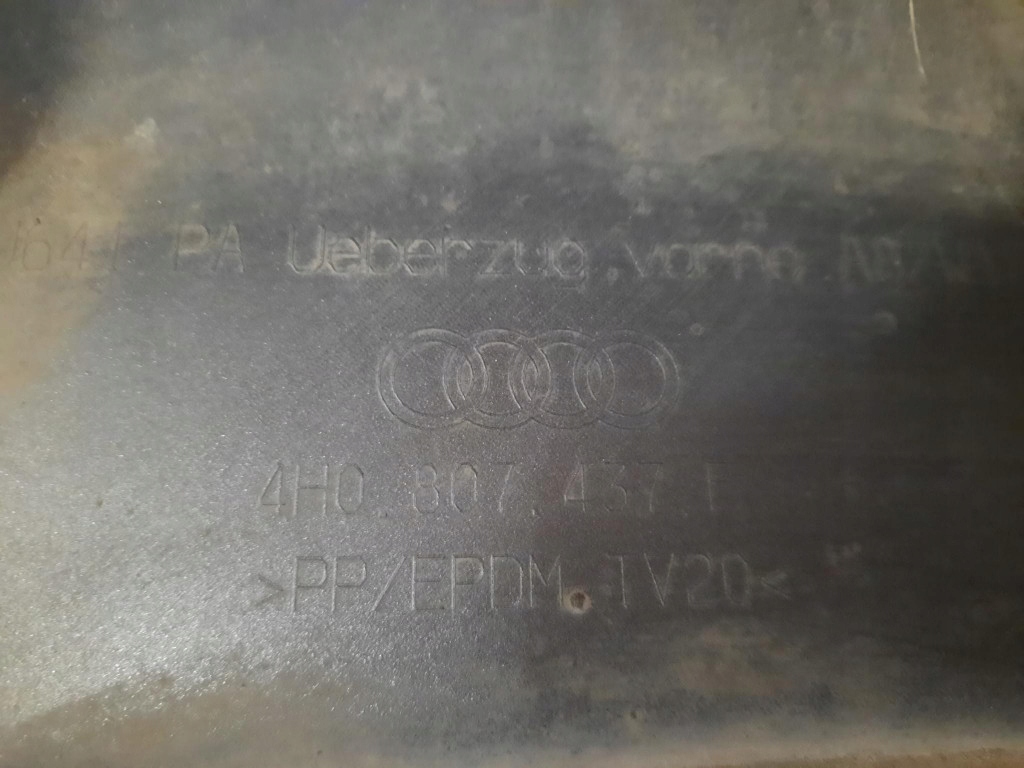 PA Ueberzug, vorne
4H0.807.437.
>PP/EPDM.TV20<